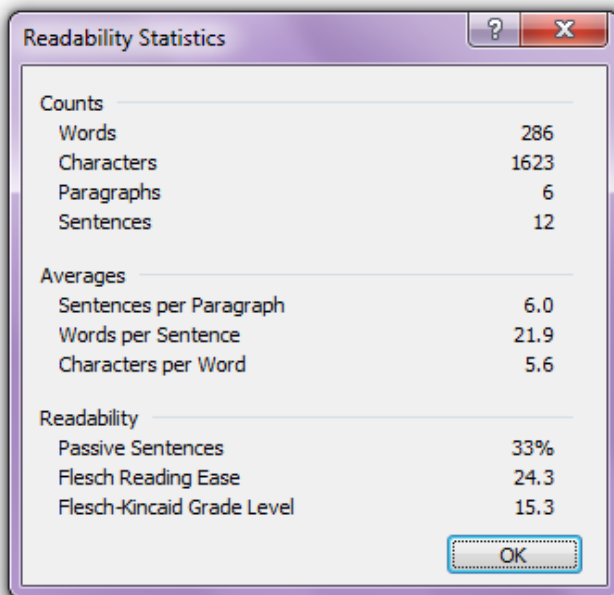 Readability Statistics ? X
Counts
Words 286
Characters 1623
Paragraphs 6
Sentences 12
Averages
Sentences per Paragraph 6.0
Words per Sentence 21.9
Characters per Word 5.6
Readability
Passive Sentences 33%
Flesch Reading Ease 24.3
Flesch-Kincaid Grade Level 15.3
OK